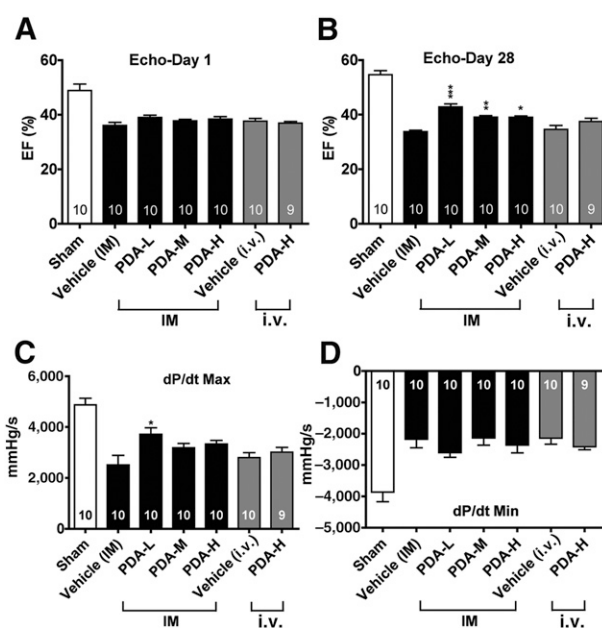 A
Echo-Day 1
EF (%)
60
40
20
0
10 10 10 10 10 10 9
Sham
Vehicle (IM)
PDA-L
PDA-M
PDA-H
Vehicle (i.v.)
PDA-H
IM
i.v.
B
Echo-Day 28
EF (%)
60
40
20
0
*** ** *
10 10 10 10 10 10 9
Sham
Vehicle (IM)
PDA-L
PDA-M
PDA-H
Vehicle (i.v.)
PDA-H
IM
i.v.
C
dP/dt Max
mmHg/s
6,000
4,000
2,000
0
*
10 10 10 10 10 10 9
Sham
Vehicle (IM)
PDA-L
PDA-M
PDA-H
Vehicle (i.v.)
PDA-H
IM
i.v.
D
mmHg/s
0
−1,000
−2,000
−3,000
−4,000
−5,000
10 10 10 10 10 10 9
dP/dt Min
Sham
Vehicle (IM)
PDA-L
PDA-M
PDA-H
Vehicle (i.v.)
PDA-H
IM
i.v.